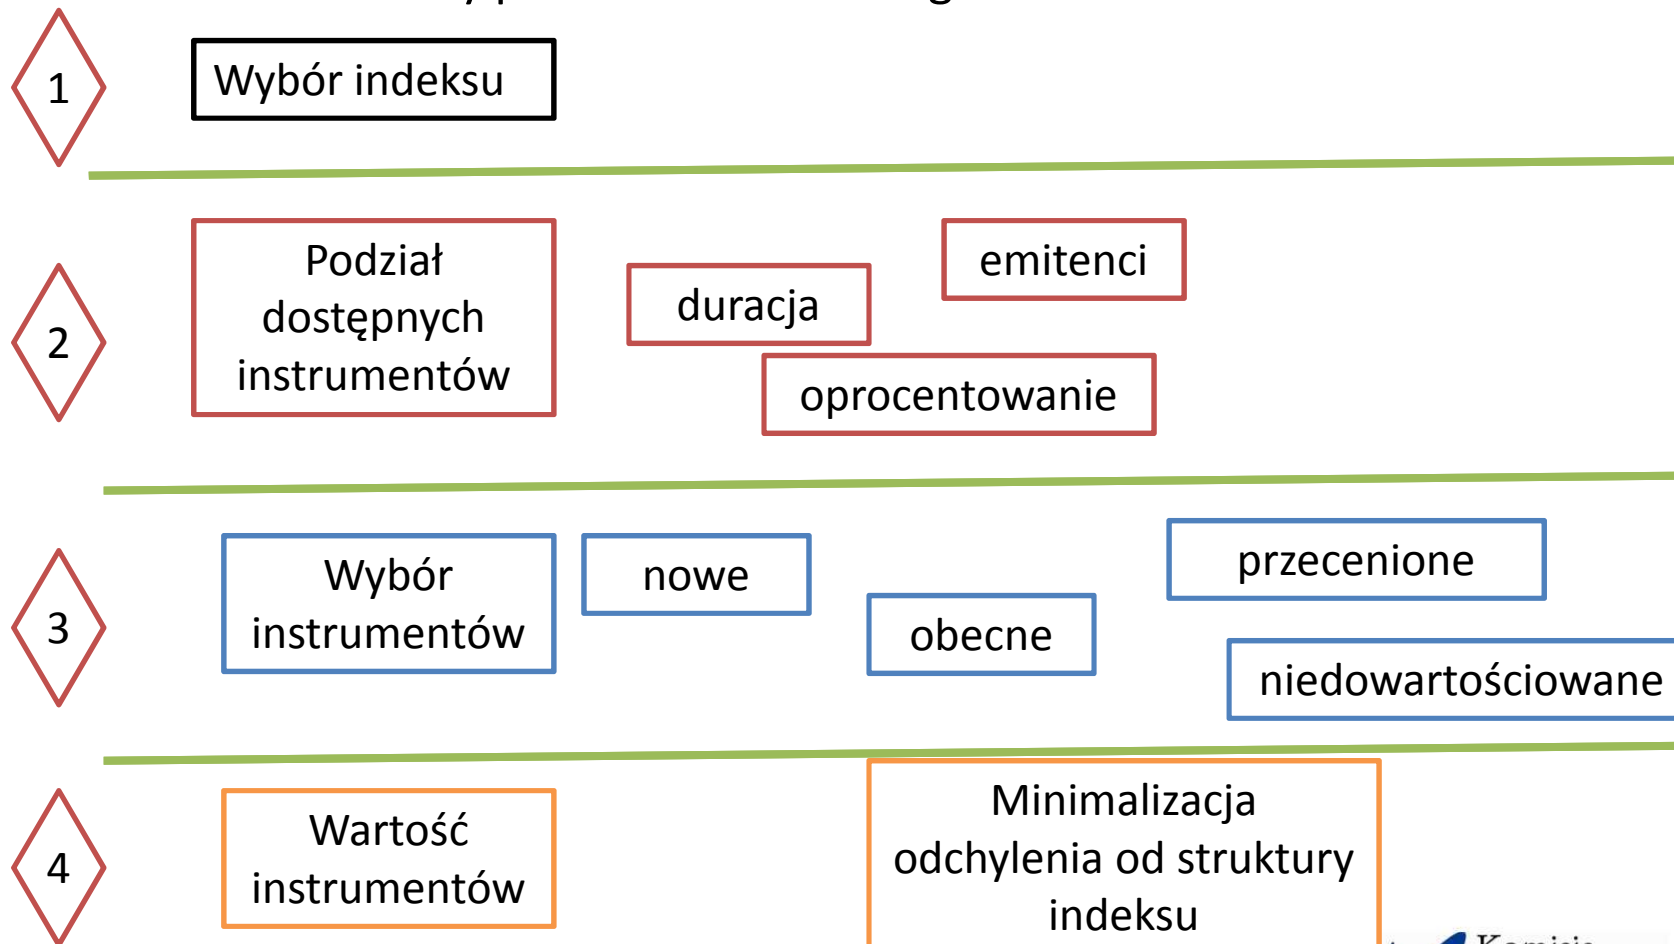 1
Wybór indeksu
2
Podział
dostępnych
instrumentów
duracja
emitenci
oprocentowanie
3
Wybór
instrumentów
nowe
obecne
przecenione
niedowartościowane
4
Wartość
instrumentów
Minimalizacja
odchylenia od struktury
indeksu